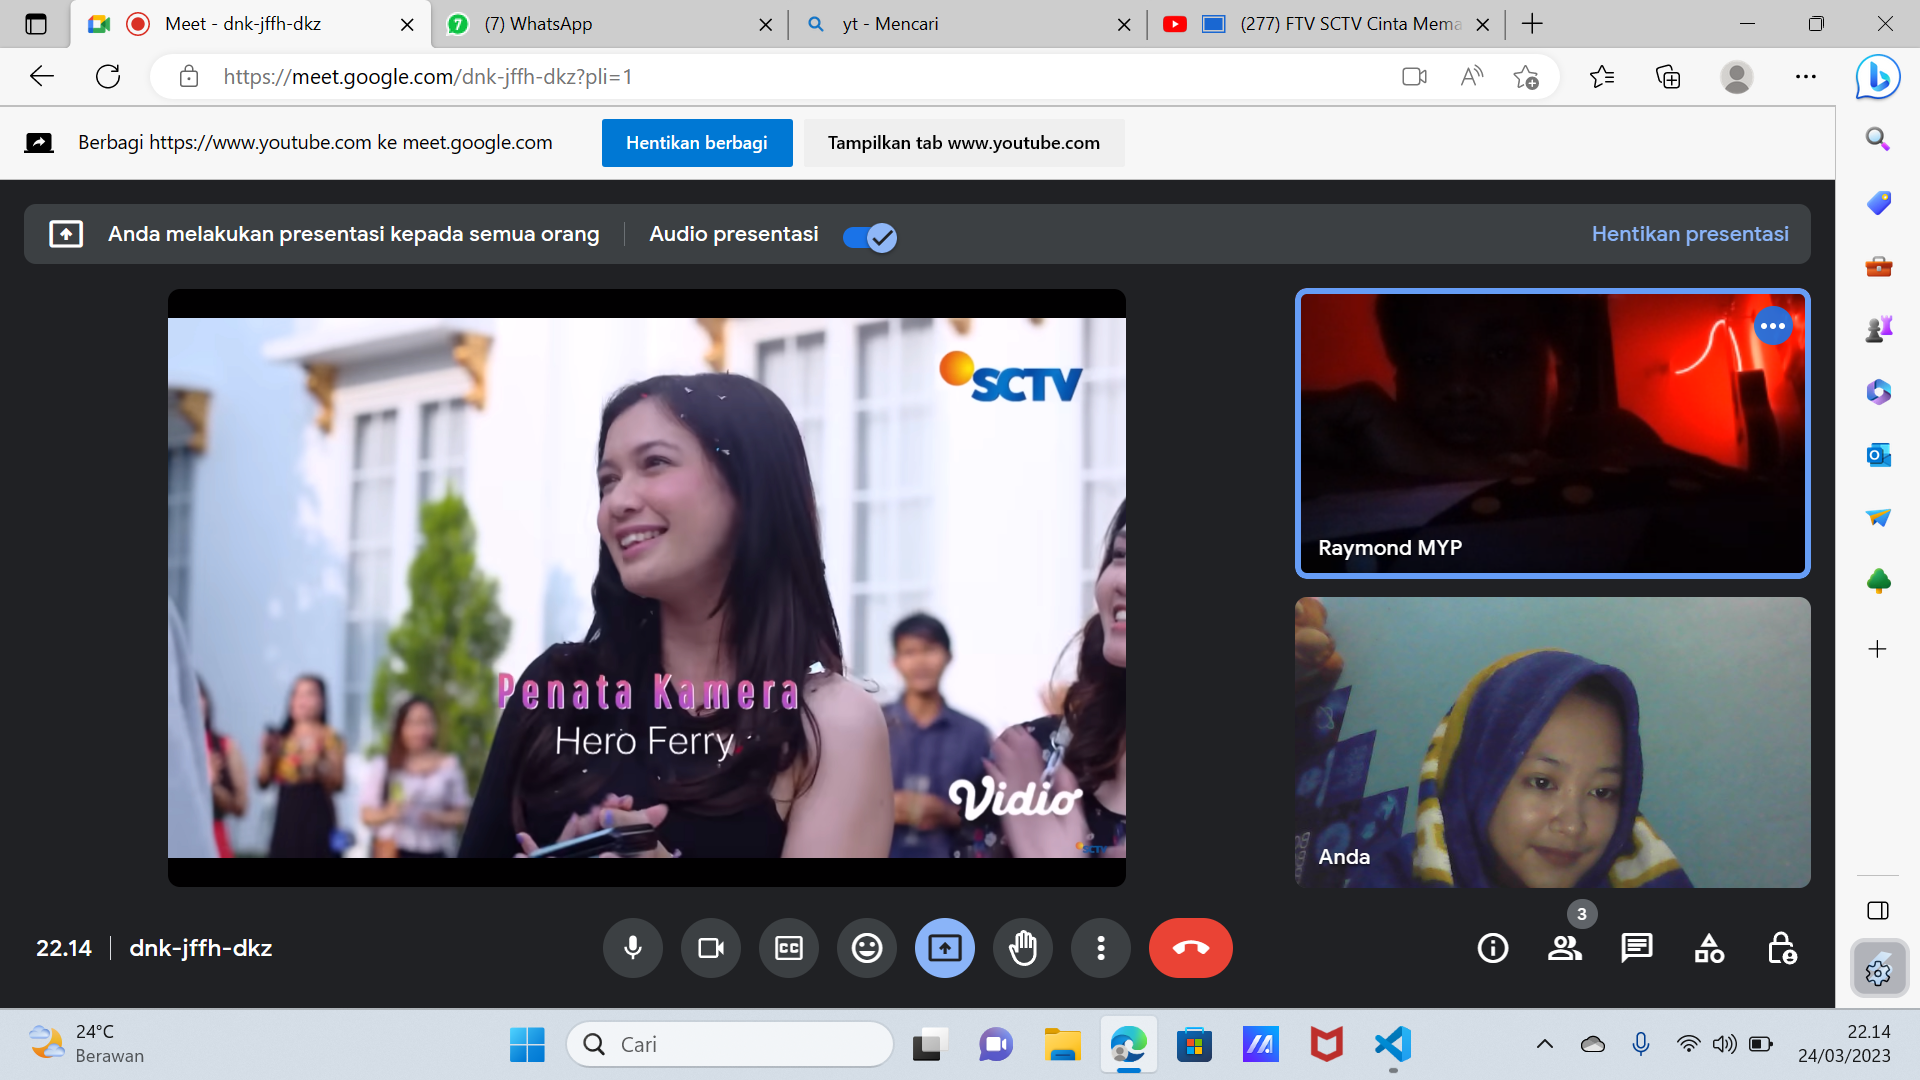 Meet - dnk-jffh-dkz
(7) WhatsApp
yt - Mencari
(277) FTV SCTV Cinta Mema
https://meet.google.com/dnk-jffh-dkz?pli=1
Berbagi https://www.youtube.com ke meet.google.com
Hentikan berbagi
Tampilkan tab www.youtube.com
Anda melakukan presentasi kepada semua orang
Audio presentasi
Hentikan presentasi
SCTV
Penata Kamera
Hero Ferry
Vidio
SCTV
Raymond MYP
Anda
22.14
dnk-jffh-dkz
CC
3
24°C
Berawan
Cari
22.14
24/03/2023